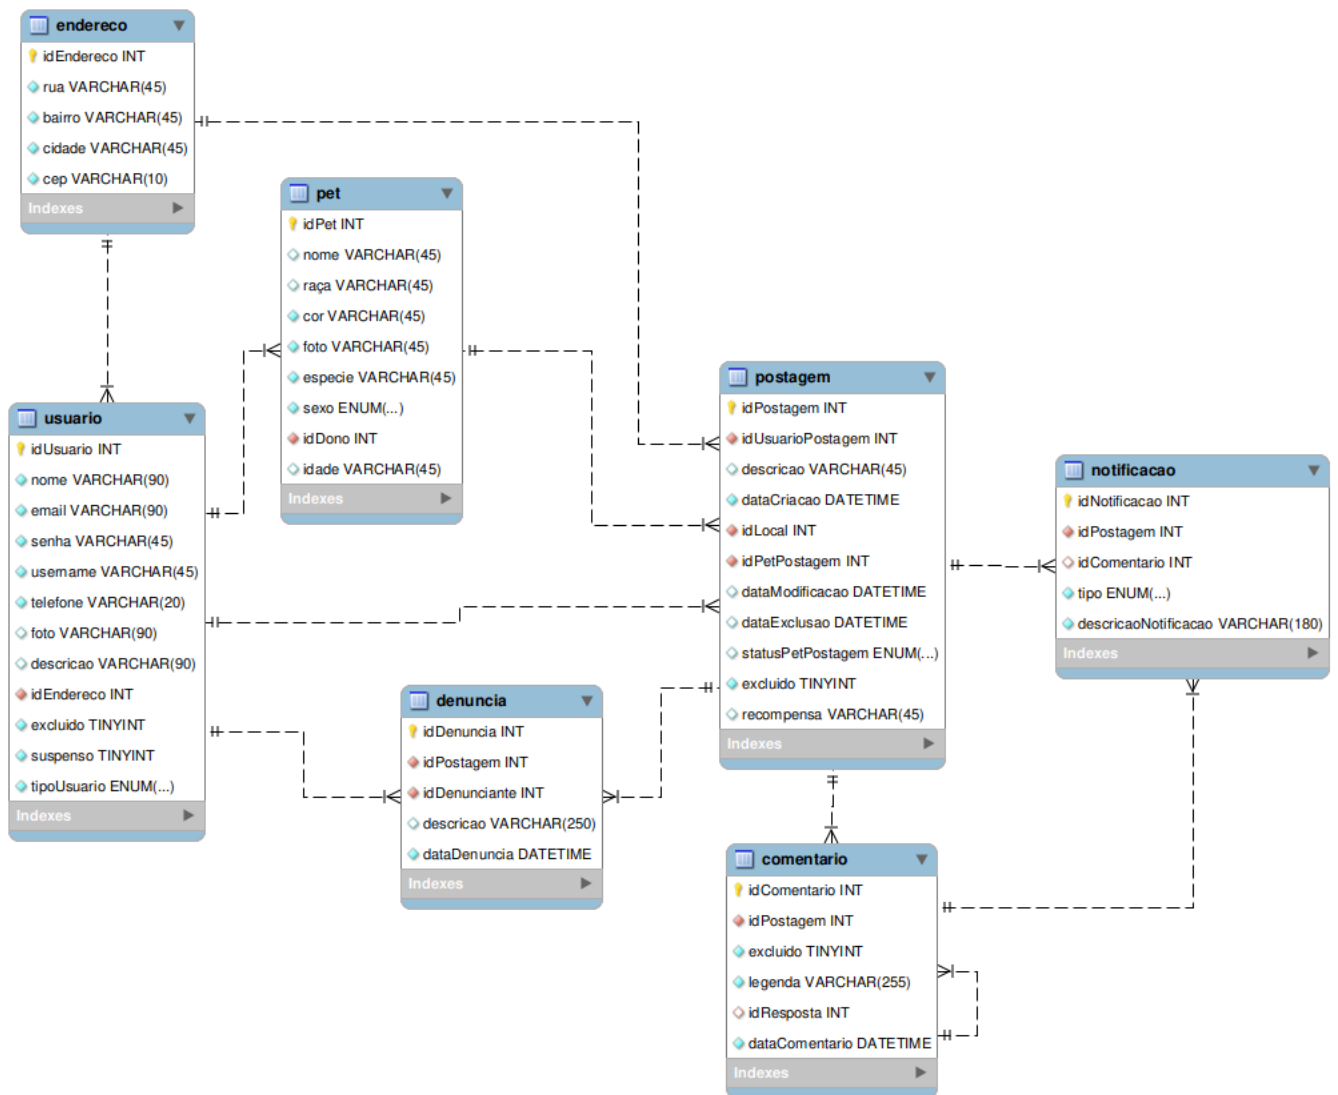 endereco
idEndereco INT
rua VARCHAR(45)
bairro VARCHAR(45)
cidade VARCHAR(45)
cep VARCHAR(10)
Indexes
pet
idPet INT
nome VARCHAR(45)
raça VARCHAR(45)
cor VARCHAR(45)
foto VARCHAR(45)
especie VARCHAR(45)
sexo ENUM(...)
idDono INT
idade VARCHAR(45)
Indexes
usuario
idUsuario INT
nome VARCHAR(90)
email VARCHAR(90)
senha VARCHAR(45)
username VARCHAR(45)
telefone VARCHAR(20)
foto VARCHAR(90)
descricao VARCHAR(90)
idEndereco INT
excluido TINYINT
suspenso TINYINT
tipoUsuario ENUM(...)
Indexes
denuncia
idDenuncia INT
idPostagem INT
idDenunciante INT
descricao VARCHAR(250)
dataDenuncia DATETIME
Indexes
postagem
idPostagem INT
idUsuarioPostagem INT
descricao VARCHAR(45)
dataCriacao DATETIME
idLocal INT
idPetPostagem INT
dataModificacao DATETIME
dataExclusao DATETIME
statusPetPostagem ENUM(...)
excluido TINYINT
recompensa VARCHAR(45)
Indexes
notificacao
idNotificacao INT
idPostagem INT
idComentario INT
tipo ENUM(...)
descricaoNotificacao VARCHAR(180)
Indexes
comentario
idComentario INT
idPostagem INT
excluido TINYINT
legenda VARCHAR(255)
idResposta INT
dataComentario DATETIME
Indexes